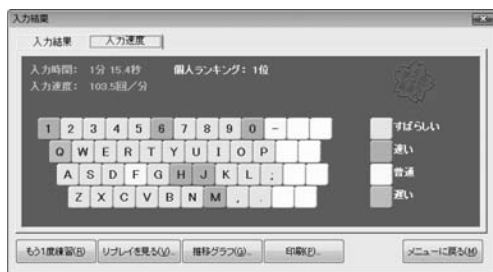 入力結果
入力結果 入力速度
入力時間: 1分 15.4秒 個人ランキング: 1位
入力速度: 103.5回/分
1 2 3 4 5 6 7 8 9 0 - すばらしい
Q W E R T Y U I O P 速い
A S D F G H J K L ; 普通
Z X C V B N M , . 遅い
もう1度練習(R) リプレイを見る(V)... 推移グラフ(G)... 印刷(P)... メニューに戻る(M)